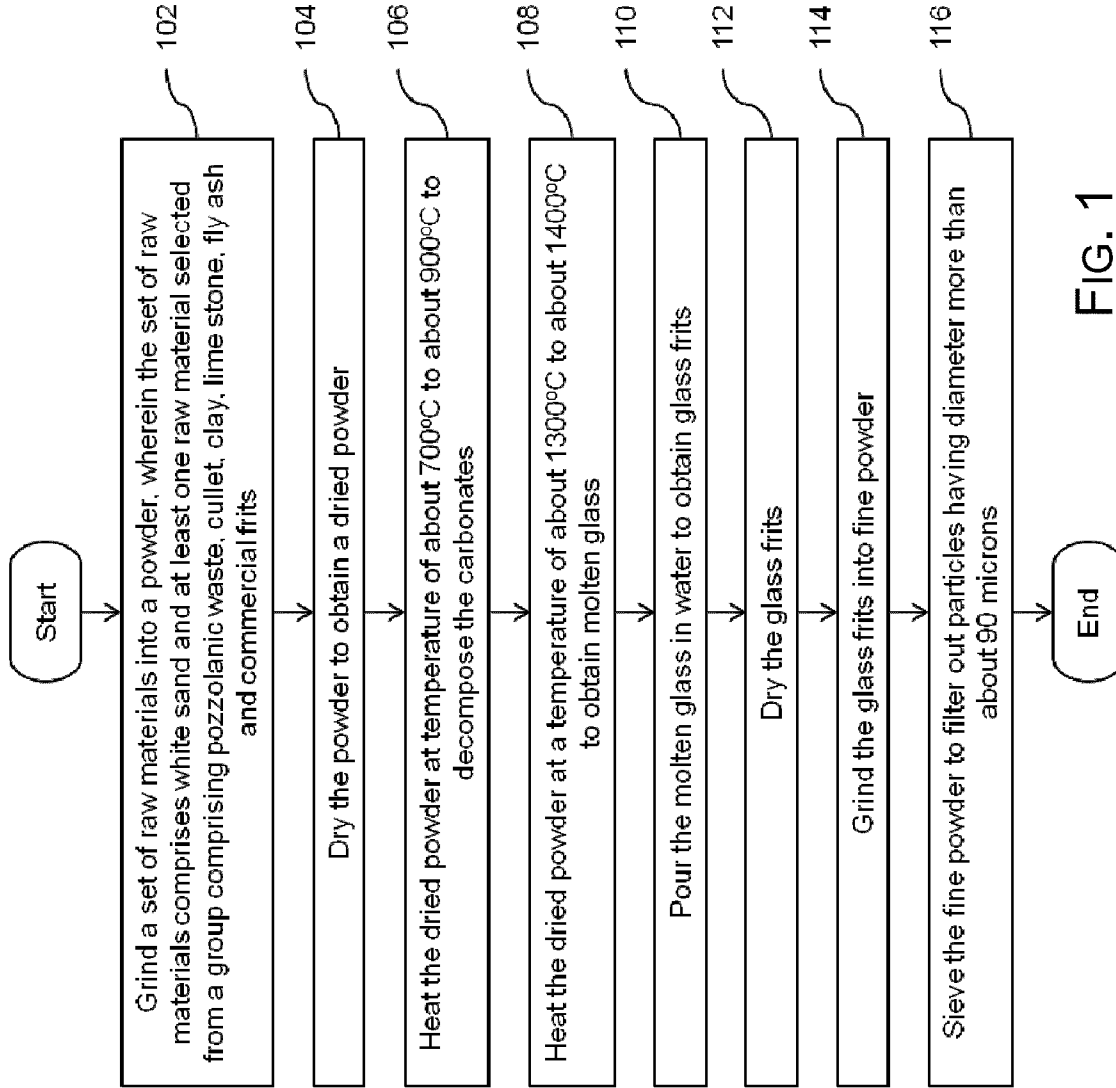 Start
Grind a set of raw materials into a powder, wherein the set of raw
materials comprises white sand and at least one raw material selected
from a group comprising pozzolanic waste, cullet, clay, lime stone, fly ash
and commercial frits
102
Dry the powder to obtain a dried powder
104
Heat the dried powder at temperature of about 700ºC to about 900ºC to
decompose the carbonates
106
Heat the dried powder at a temperature of about 1300ºC to about 1400ºC
to obtain molten glass
108
Pour the molten glass in water to obtain glass frits
110
Dry the glass frits
112
Grind the glass frits into fine powder
114
Sieve the fine powder to filter out particles having diameter more than
about 90 microns
116
End
FIG. 1